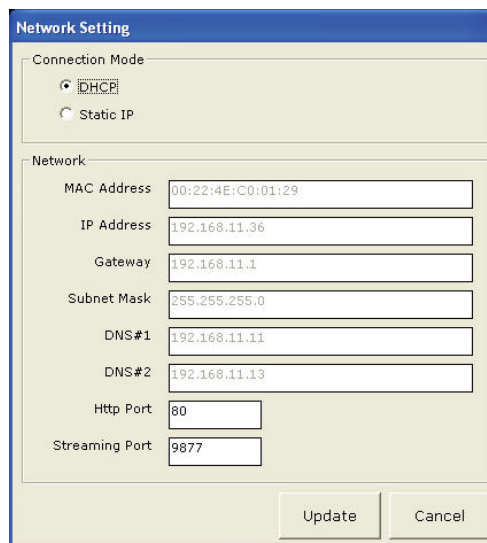 Network Setting
Connection Mode
DHCP
Static IP
Network
MAC Address 00:22:4E:C0:01:29
IP Address 192.168.11.36
Gateway 192.168.11.1
Subnet Mask 255.255.255.0
DNS#1 192.168.11.11
DNS#2 192.168.11.13
Http Port 80
Streaming Port 9877
Update Cancel